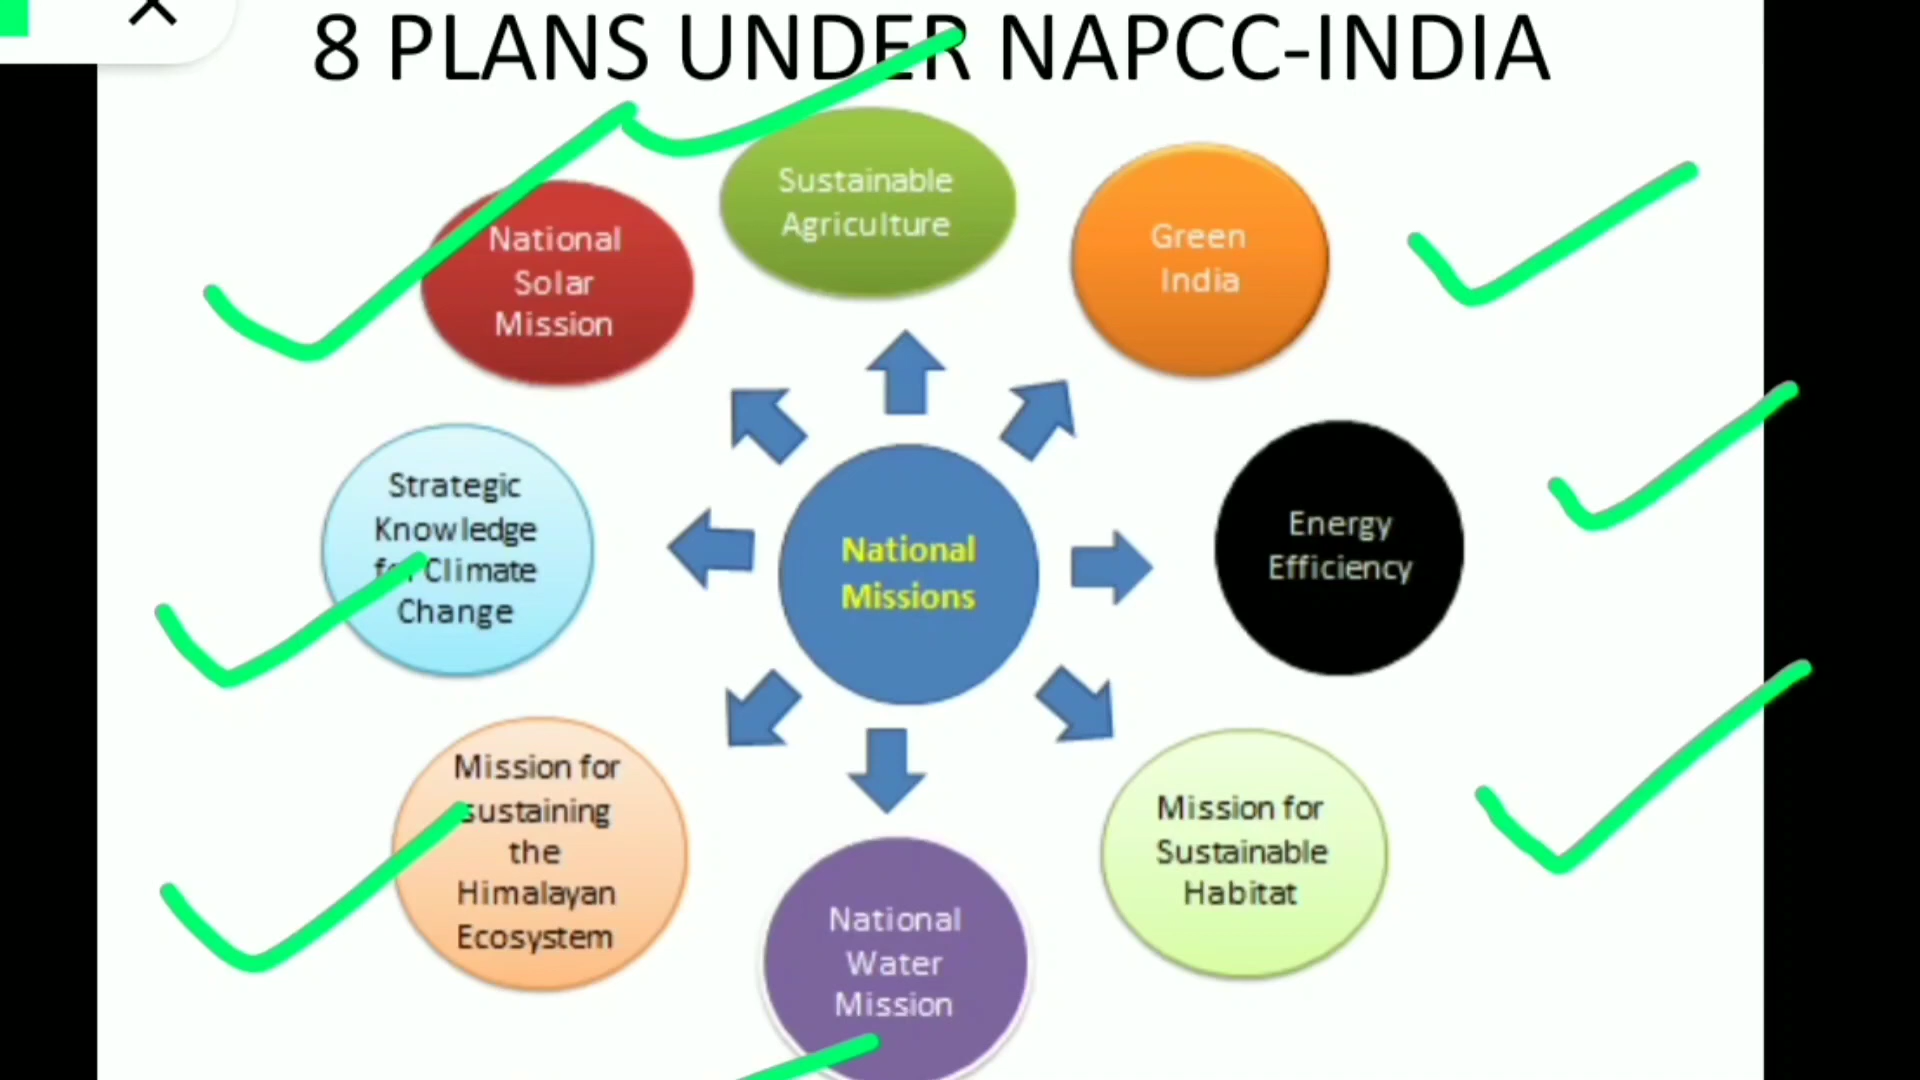 8 PLANS UNDER NAPCC-INDIA
National
Solar
Mission
Sustainable
Agriculture
Green
India
Strategic
Knowledge
for Climate
Change
National
Missions
Energy
Efficiency
Mission for
sustaining
the
Himalayan
Ecosystem
National
Water
Mission
Mission for
Sustainable
Habitat